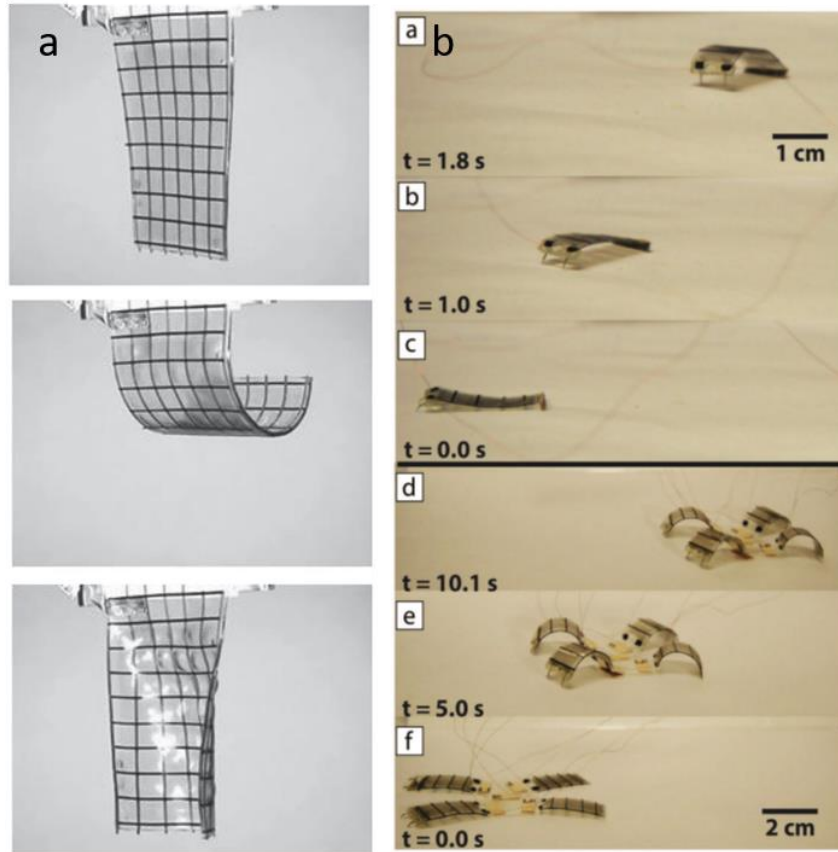 a
b
a
t = 1.8 s
1 cm
b
t = 1.0 s
c
t = 0.0 s
d
t = 10.1 s
e
t = 5.0 s
f
t = 0.0 s
2 cm